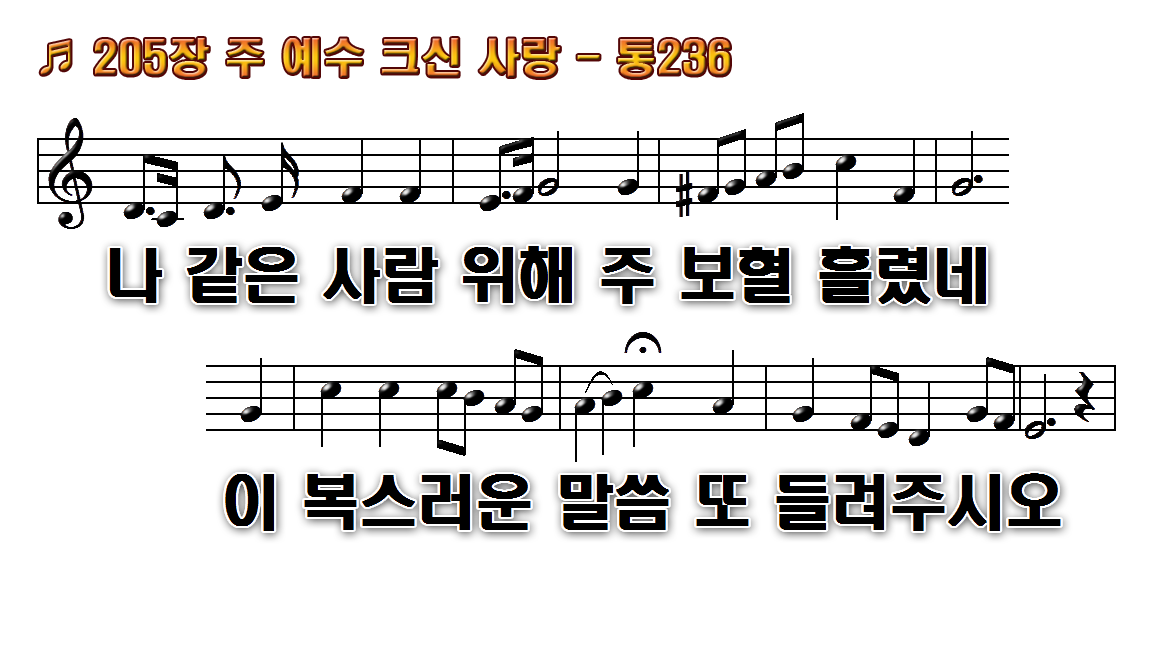 ♬ 205장 주 예수 크신 사랑 - 통236
나 같은 사람 위해 주 보혈 흘렸네
이 복스러운 말씀 또 들려주시오